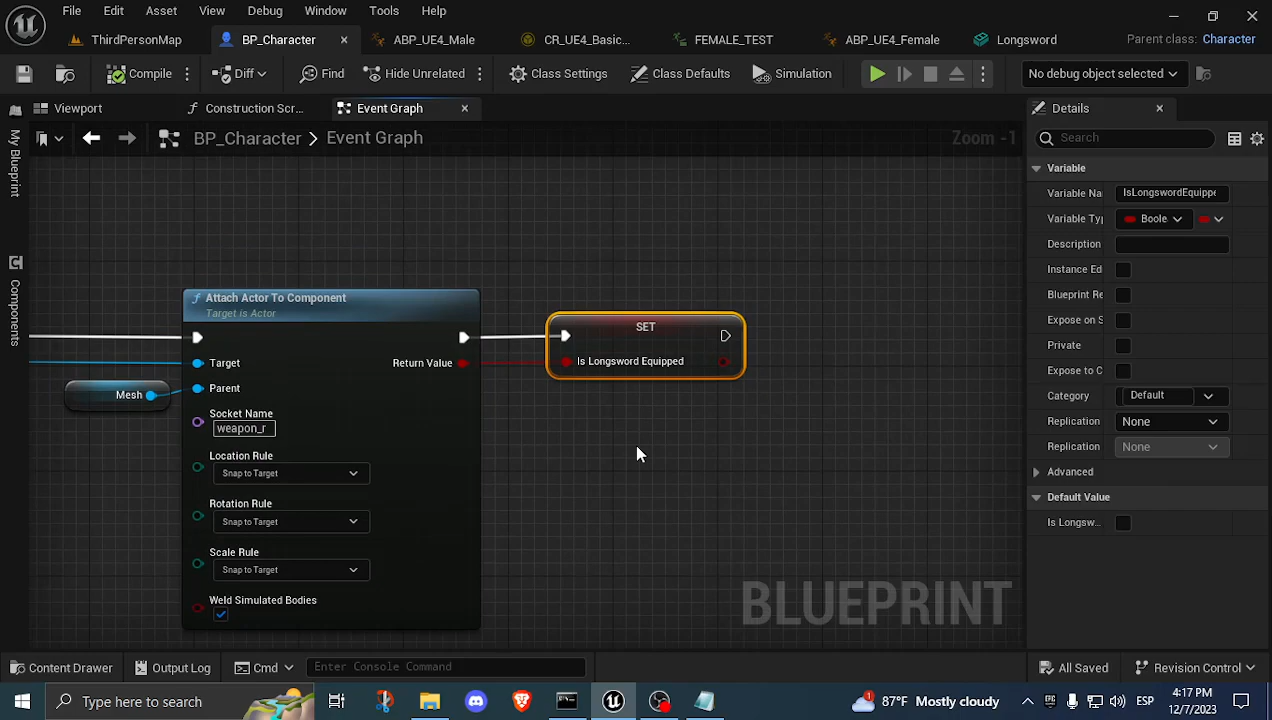 File Edit Asset View Debug Window Tools Help
ThirdPersonMap BP_Character ABP_UE4_Male CR_UE4_Basic... FEMALE_TEST ABP_UE4_Female Longsword Parent class: Character
Compile Diff Find Hide Unrelated Class Settings Class Defaults Simulation No debug object selected
Viewport Construction Scr... Event Graph Details
BP_Character > Event Graph Zoom -1 Search
My Blueprint
Components
Variable
Variable Na IsLongswordEquippe
Variable Typ Boole
Description
Instance Ed
Blueprint Re
Expose on S
Private
Expose to C
Category Default
Replication None
Replication None
Advanced
Default Value
Is Longsw...
Attach Actor To Component
Target is Actor
Target Return Value
Mesh Parent
Socket Name
weapon_r
Location Rule
Snap to Target
Rotation Rule
Snap to Target
Scale Rule
Snap to Target
Weld Simulated Bodies
SET
Is Longsword Equipped
BLUEPRINT
Content Drawer Output Log Cmd Enter Console Command All Saved Revision Control
Type here to search 1 87°F Mostly cloudy ESP 4:17 PM
12/7/2023